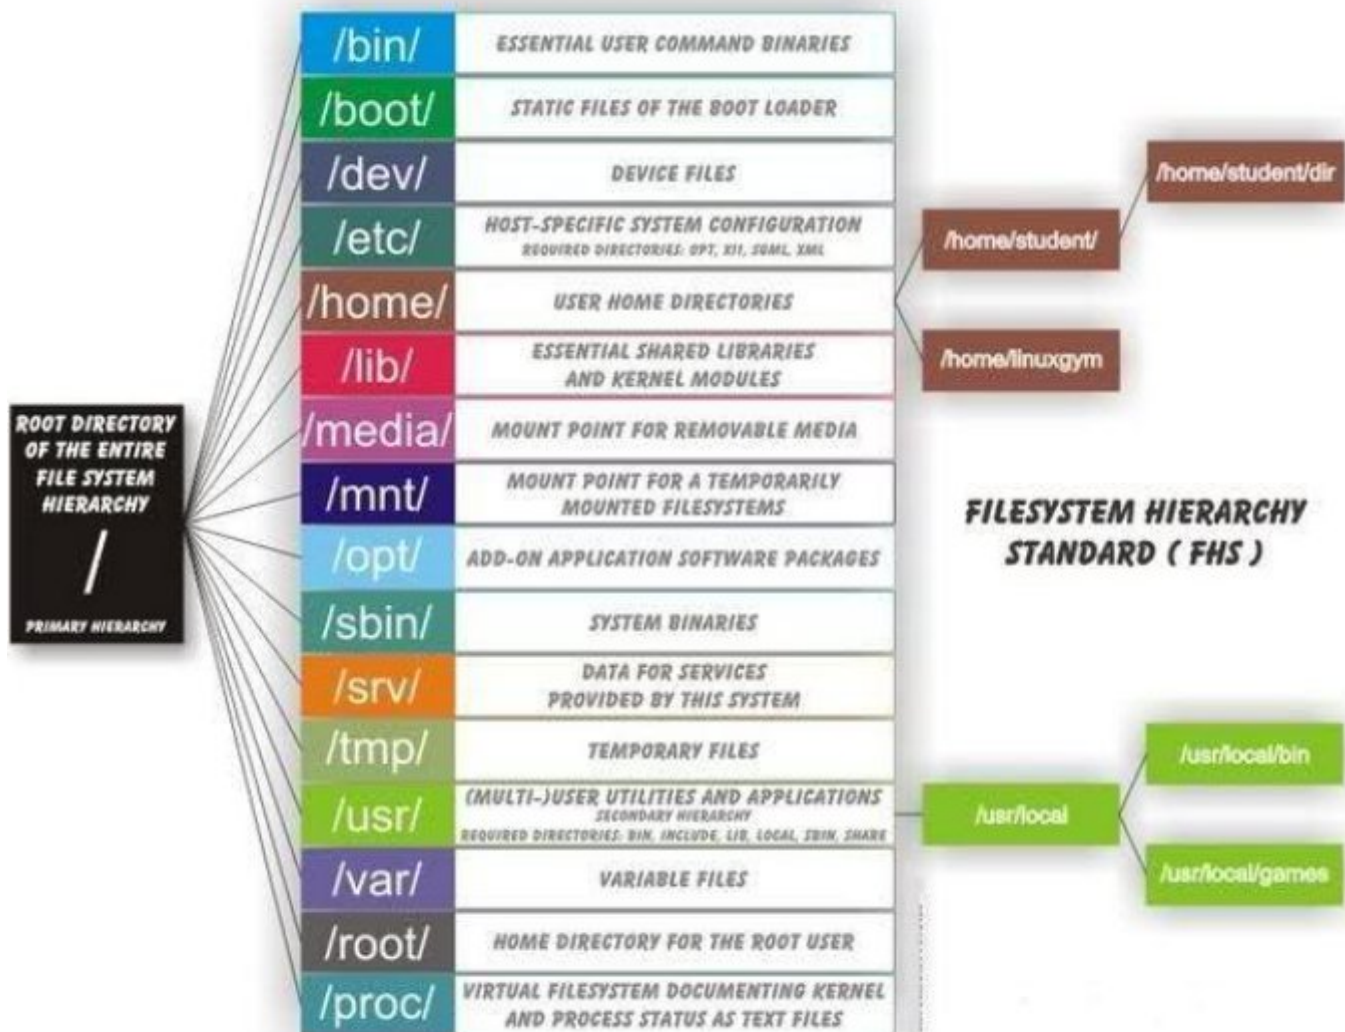 ROOT DIRECTORY
OF THE ENTIRE
FILE SYSTEM
HIERARCHY
/
PRIMARY HIERARCHY
/bin/
ESSENTIAL USER COMMAND BINARIES
/boot/
STATIC FILES OF THE BOOT LOADER
/dev/
DEVICE FILES
/etc/
HOST-SPECIFIC SYSTEM CONFIGURATION
REQUIRED DIRECTORIES: OPT, XII, SGML, XML
/home/
USER HOME DIRECTORIES
/lib/
ESSENTIAL SHARED LIBRARIES
AND KERNEL MODULES
/media/
MOUNT POINT FOR REMOVABLE MEDIA
/mnt/
MOUNT POINT FOR A TEMPORARILY
MOUNTED FILESYSTEMS
/opt/
ADD-ON APPLICATION SOFTWARE PACKAGES
/sbin/
SYSTEM BINARIES
/srv/
DATA FOR SERVICES
PROVIDED BY THIS SYSTEM
/tmp/
TEMPORARY FILES
/usr/
(MULTI-)USER UTILITIES AND APPLICATIONS
SECONDARY HIERARCHY
REQUIRED DIRECTORIES: BIN, INCLUDE, LIB, LOCAL, SBIN, SHARE
/var/
VARIABLE FILES
/root/
HOME DIRECTORY FOR THE ROOT USER
/proc/
VIRTUAL FILESYSTEM DOCUMENTING KERNEL
AND PROCESS STATUS AS TEXT FILES
/home/student/
/home/student/dir
/home/linuxgym
FILESYSTEM HIERARCHY
STANDARD ( FHS )
/usr/local
/usr/local/bin
/usr/local/games